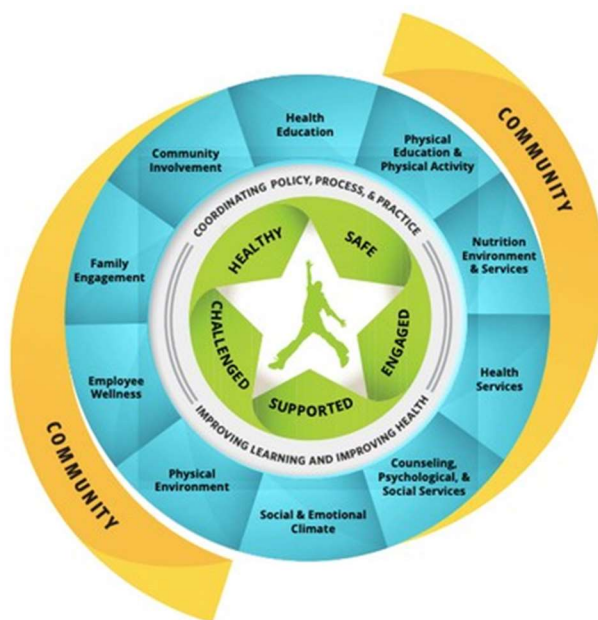 COMMUNITY
Health
Education
Physical
Education &
Physical Activity
Nutrition
Environment
& Services
Health
Services
Counseling,
Psychological, &
Social Services
Social & Emotional
Climate
Physical
Environment
Employee
Wellness
Family
Engagement
Community
Involvement
COORDINATING POLICY, PROCESS, & PRACTICE
IMPROVING LEARNING AND IMPROVING HEALTH
HEALTHY
SAFE
ENGAGED
SUPPORTED
CHALLENGED
COMMUNITY